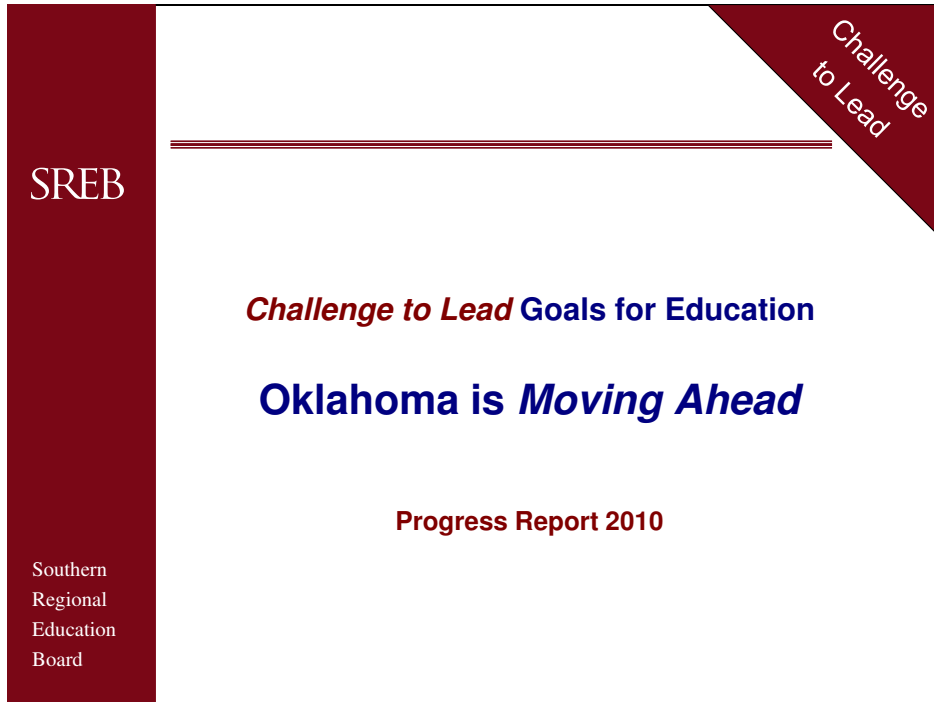 Challenge
to Lead
SREB
Challenge to Lead Goals for Education
Oklahoma is Moving Ahead
Progress Report 2010
Southern
Regional
Education
Board